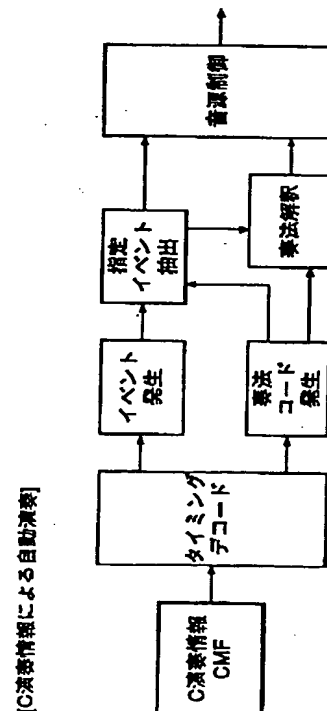 [C演奏情報による自動演奏]
C演奏情報
CMF
タイミング
デコード
イベント
発生
奏法
コード
発生
指定
イベント
抽出
奏法解釈
音源制御